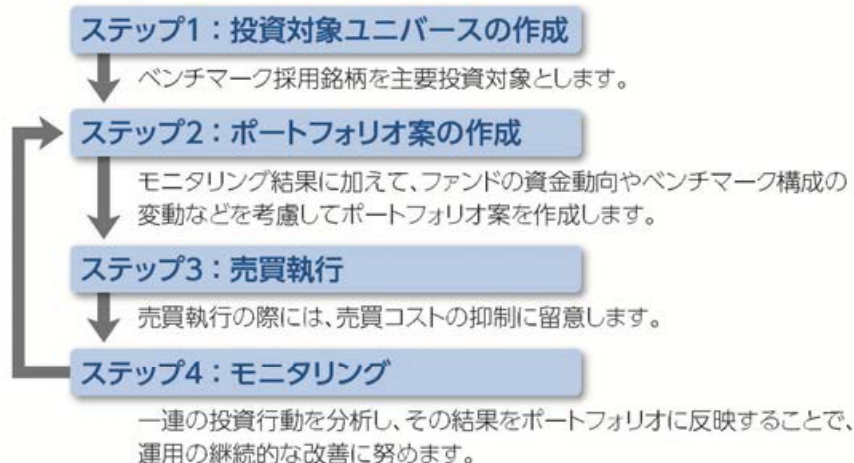 ステップ1：投資対象ユニバースの作成
ベンチマーク採用銘柄を主要投資対象とします。
ステップ2：ポートフォリオ案の作成
モニタリング結果に加えて、ファンドの資金動向やベンチマーク構成の
変動などを考慮してポートフォリオ案を作成します。
ステップ3：売買執行
売買執行の際には、売買コストの抑制に留意します。
ステップ4：モニタリング
一連の投資行動を分析し、その結果をポートフォリオに反映することで、
運用の継続的な改善に努めます。